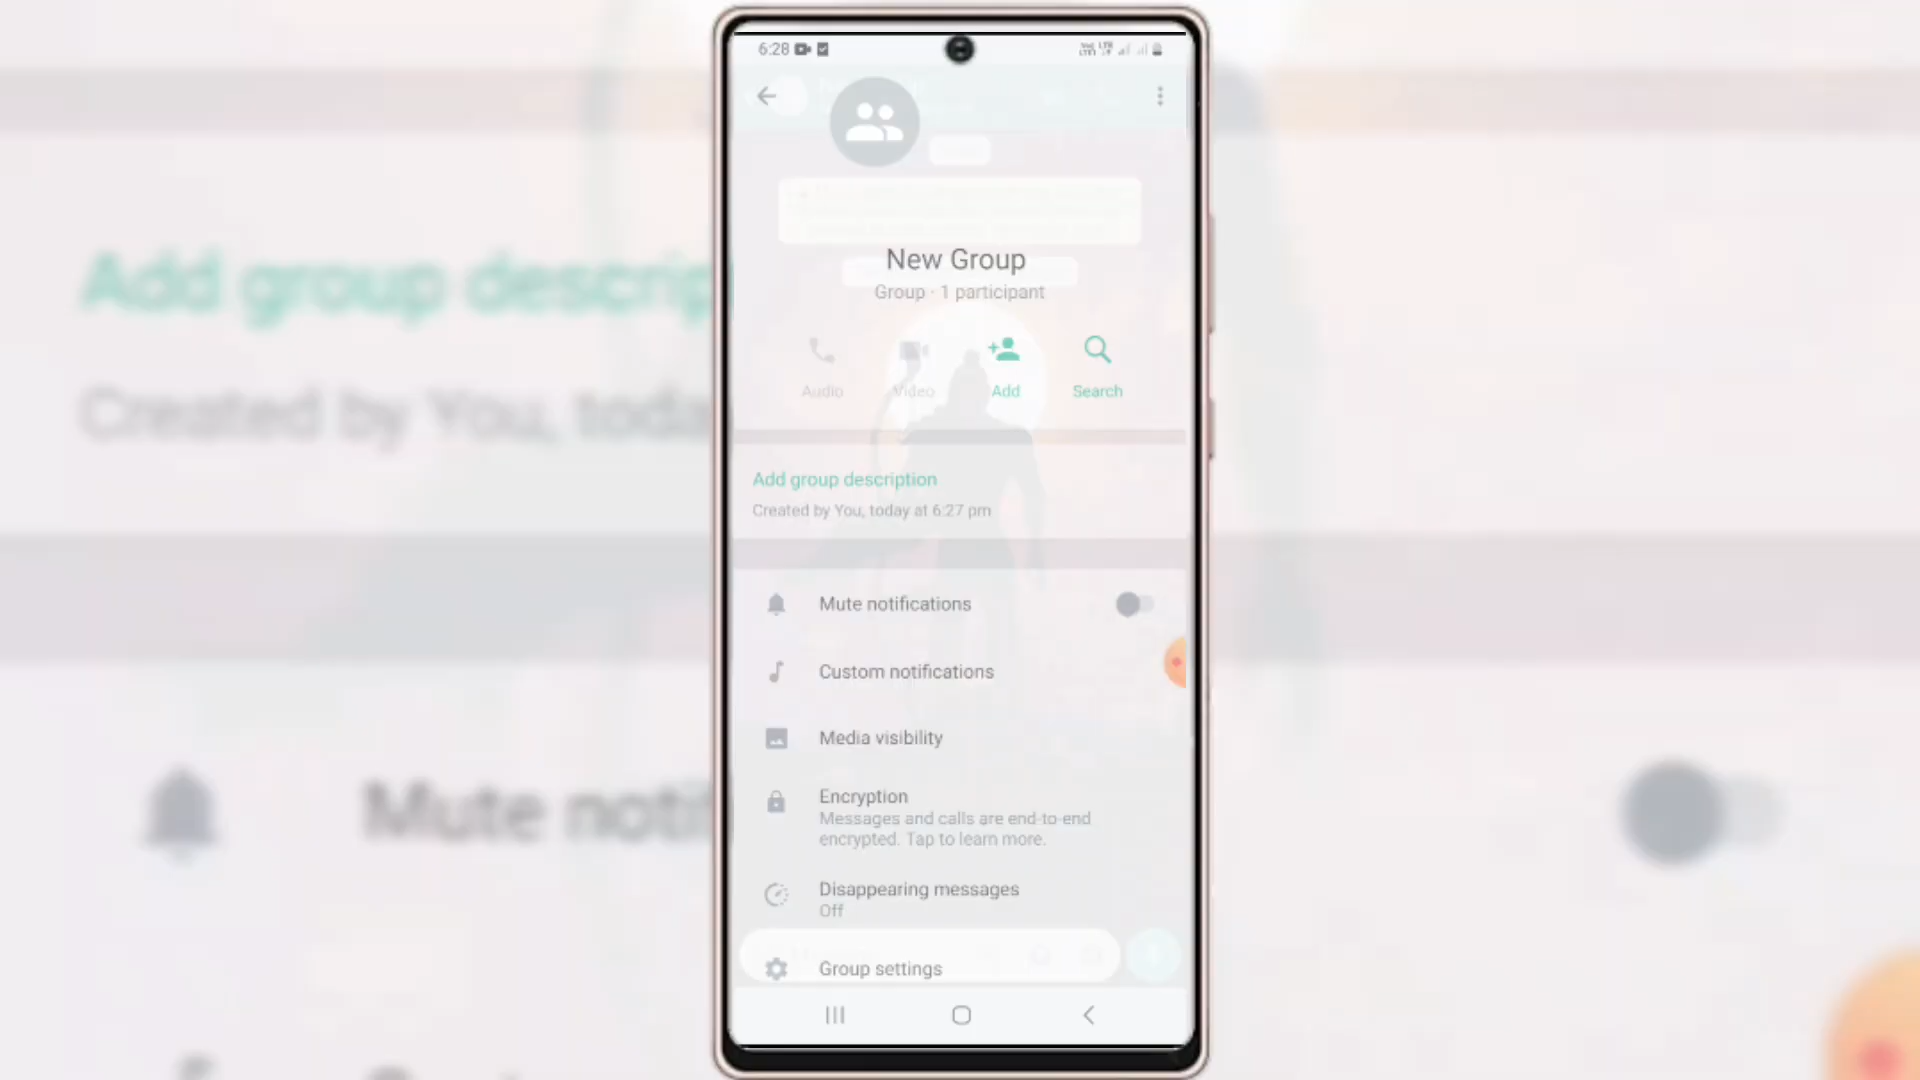 6:28
New Group
Group · 1 participant
Audio Video Add Search
Add group description
Created by You, today at 6:27 pm
Mute notifications
Custom notifications
Media visibility
Encryption
Messages and calls are end-to-end
encrypted. Tap to learn more.
Disappearing messages
Off
Group settings
Add group descrip
Created by You, toda
Mute notif